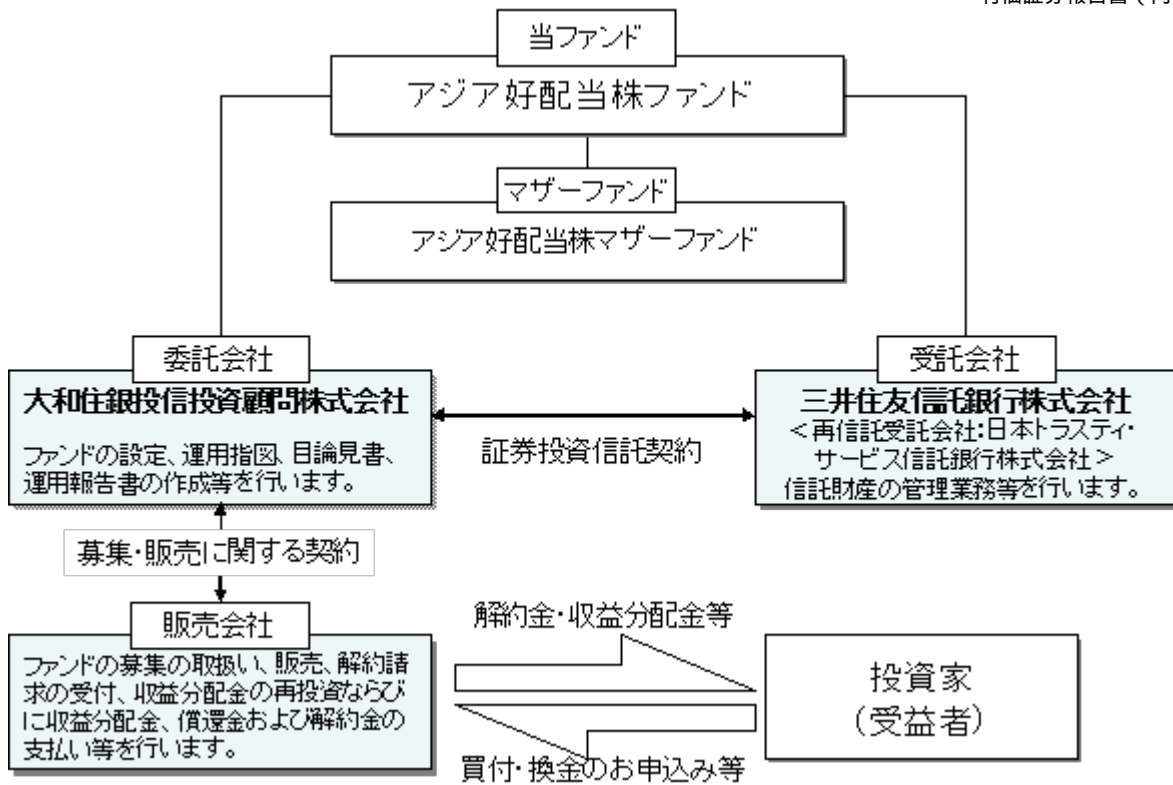 当ファンド
アジア好配当株ファンド
マザーファンド
アジア好配当株マザーファンド
委託会社
大和住銀投信投資顧問株式会社
ファンドの設定、運用指図、目論見書、
運用報告書の作成等を行います。
証券投資信託契約
受託会社
三井住友信託銀行株式会社
<再信託受託会社:日本トラスティ・
サービス信託銀行株式会社>
信託財産の管理業務等を行います。
募集・販売に関する契約
販売会社
ファンドの募集の取扱い、販売、解約請
求の受付、収益分配金の再投資ならび
に収益分配金、償還金および解約金の
支払い等を行います。
解約金・収益分配金等
買付・換金のお申込み等
投資家
(受益者)